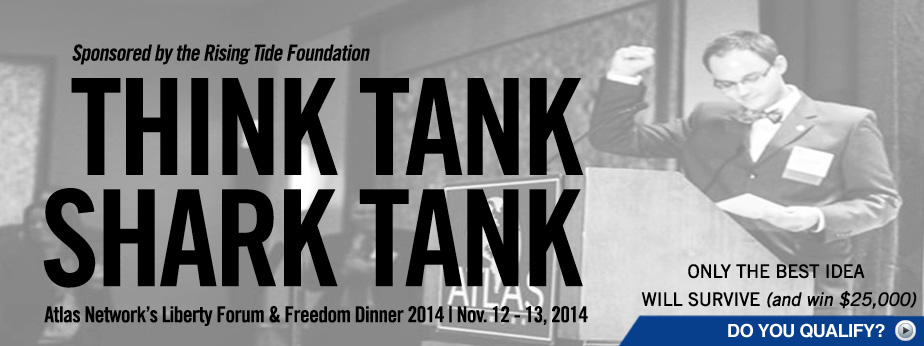 Sponsored by the Rising Tide Foundation
THINK TANK
SHARK TANK
ATLAS
Atlas Network's Liberty Forum & Freedom Dinner 2014 | Nov. 12 - 13, 2014
ONLY THE BEST IDEA
WILL SURVIVE (and win $25,000)
DO YOU QUALIFY?